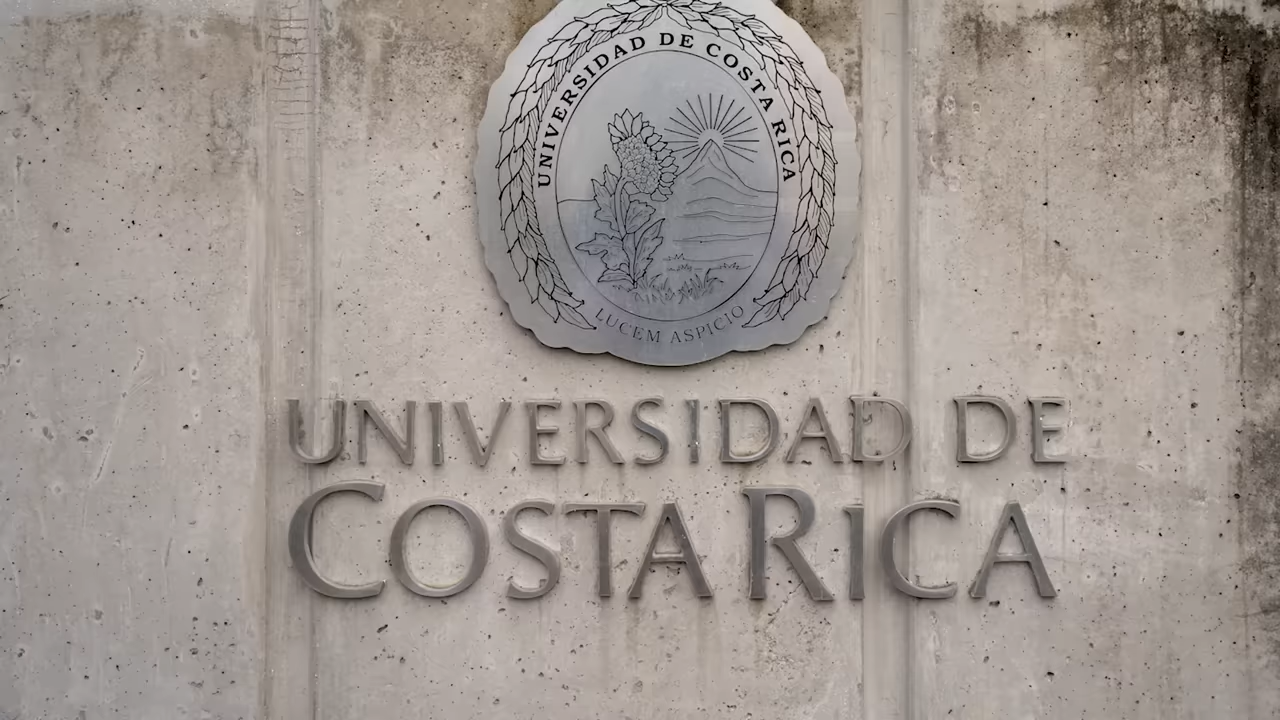 UNIVERSIDAD DE COSTA RICA
LUCEM ASPICIO
UNIVERSIDAD DE
COSTA RICA